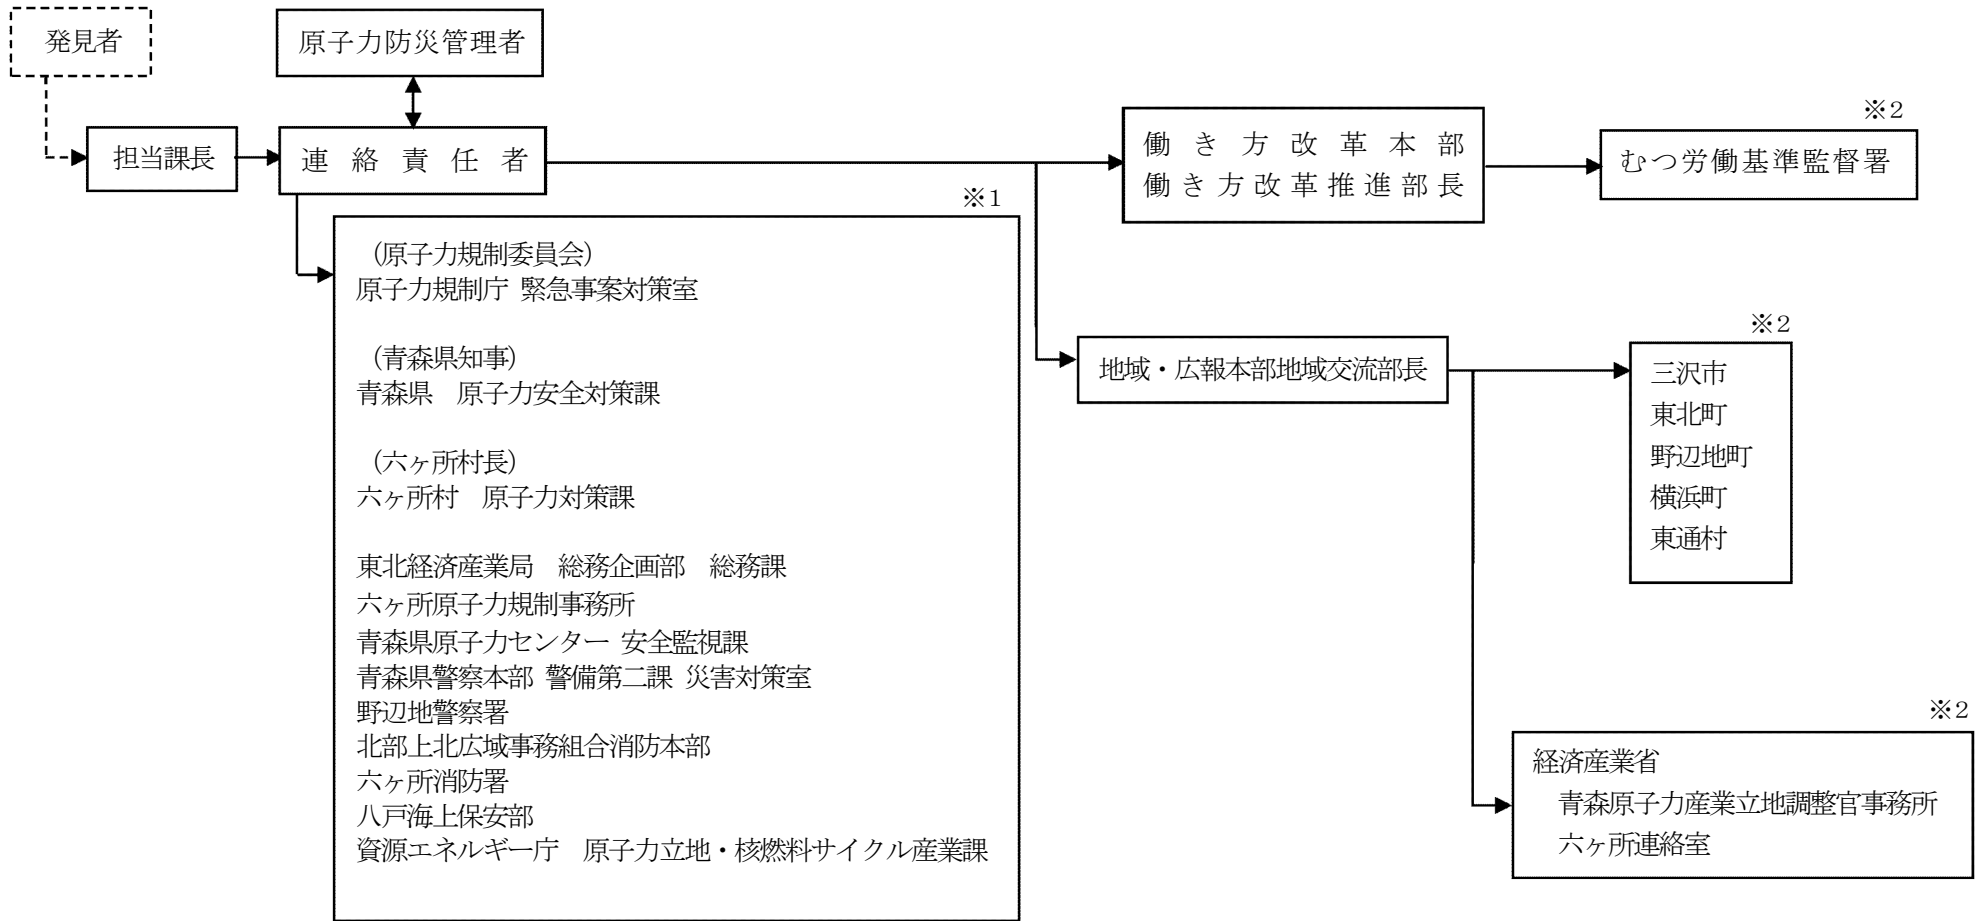 発見者
原子力防災管理者
担当課長
連絡責任者
働き方改革本部
働き方改革推進部長
※2
むつ労働基準監督署
※1
（原子力規制委員会）
原子力規制庁 緊急事案対策室
（青森県知事）
青森県　原子力安全対策課
（六ヶ所村長）
六ヶ所村　原子力対策課
東北経済産業局　総務企画部　総務課
六ヶ所原子力規制事務所
青森県原子力センター 安全監視課
青森県警察本部 警備第二課 災害対策室
野辺地警察署
北部上北広域事務組合消防本部
六ヶ所消防署
八戸海上保安部
資源エネルギー庁　原子力立地・核燃料サイクル産業課
地域・広報本部地域交流部長
※2
三沢市
東北町
野辺地町
横浜町
東通村
※2
経済産業省
青森原子力産業立地調整官事務所
六ヶ所連絡室